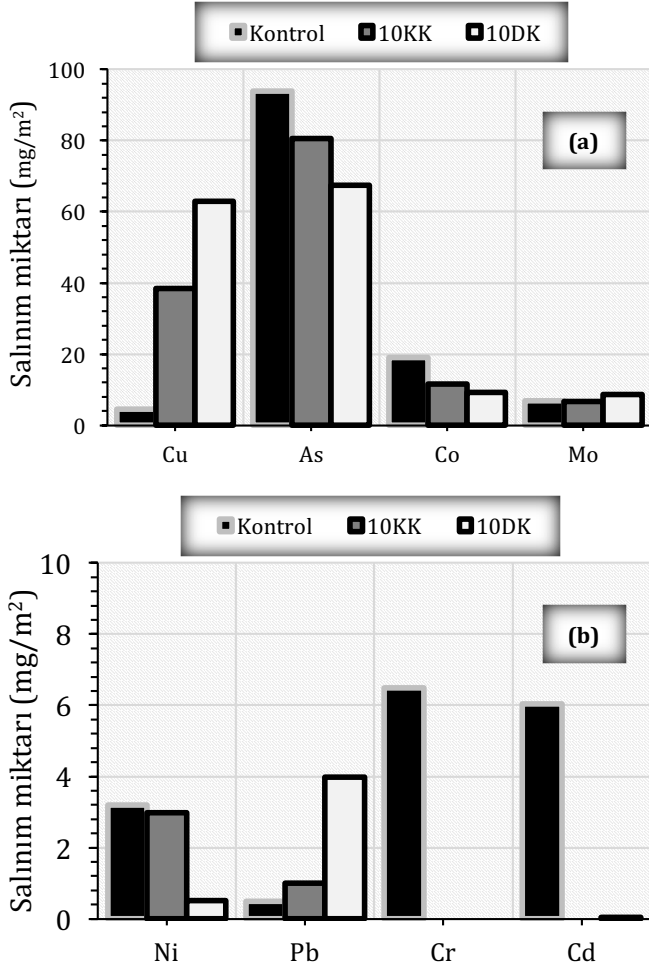 Kontrol 10KK 10DK
Salınım miktarı (mg/m²)
100
80
60
40
20
0
(a)
Cu As Co Mo
Kontrol 10KK 10DK
Salınım miktarı (mg/m²)
10
8
6
4
2
0
(b)
Ni Pb Cr Cd